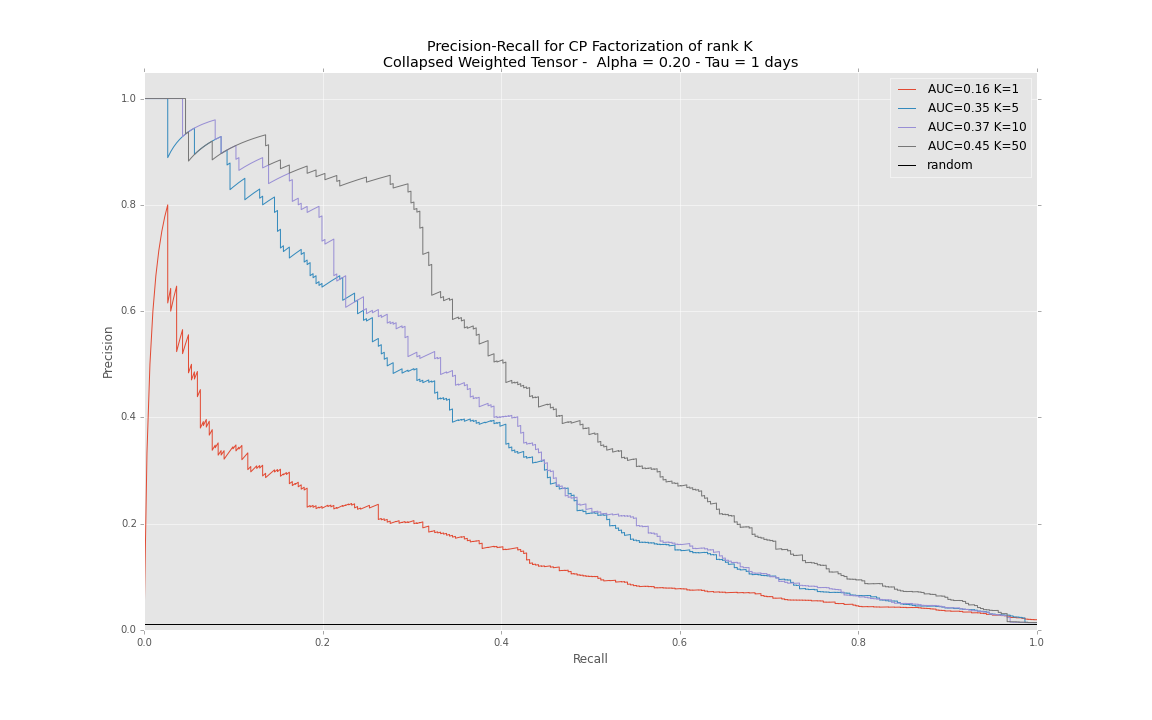 Precision-Recall for CP Factorization of rank K
Collapsed Weighted Tensor -  Alpha = 0.20 - Tau = 1 days
AUC=0.16 K=1
AUC=0.35 K=5
AUC=0.37 K=10
AUC=0.45 K=50
random
1.0
0.8
0.6
0.4
0.2
0.0
Precision
0.0 0.2 0.4 0.6 0.8 1.0
Recall